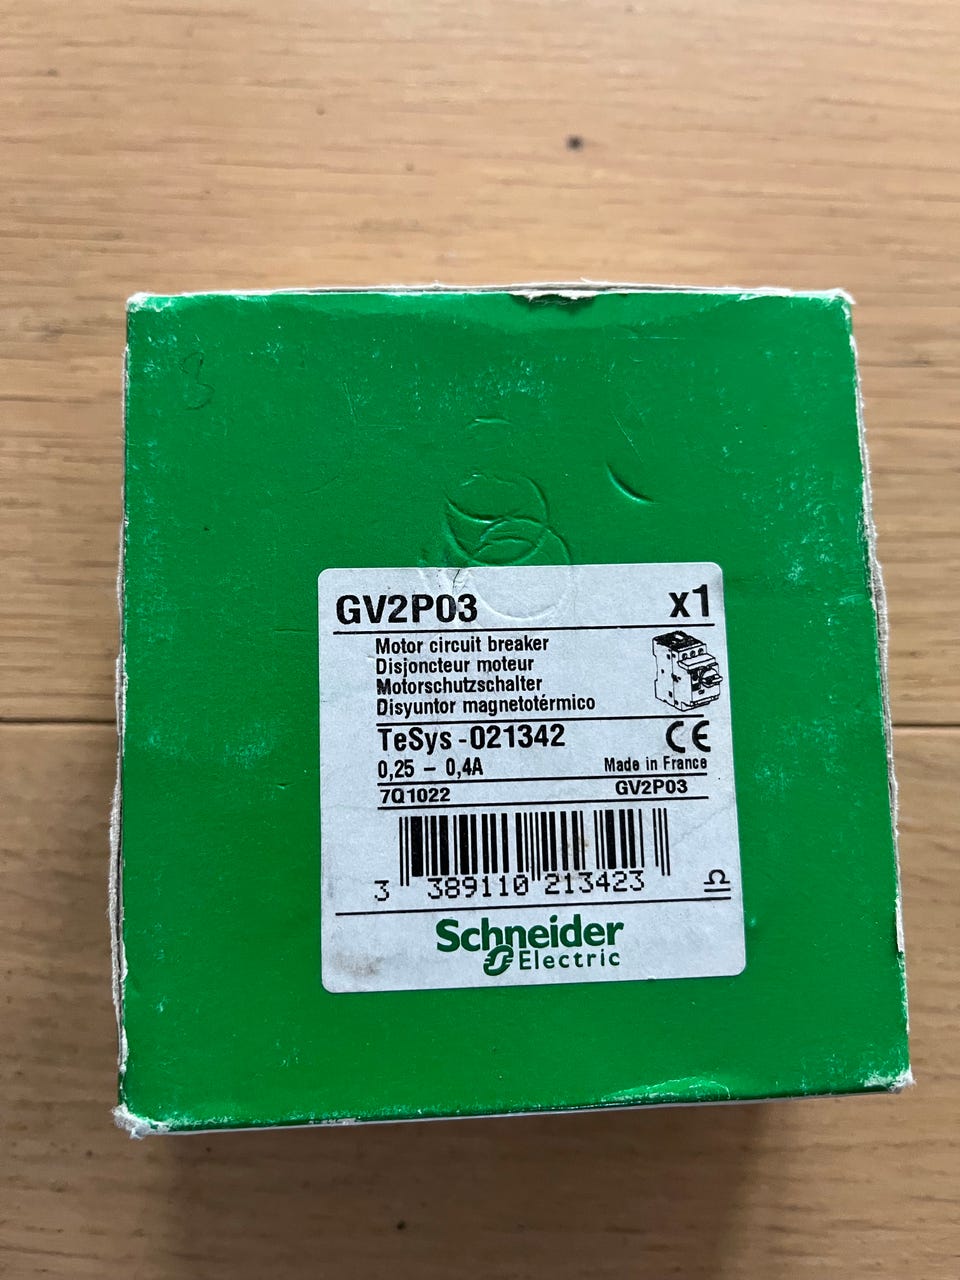 GV2P03 x1
Motor circuit breaker
Disjoncteur moteur
Motorschutzschalter
Disyuntor magnetotérmico
TeSys -021342 CE
0,25 – 0,4A Made in France
7Q1022 GV2P03
3 389110 213423
Schneider
Electric